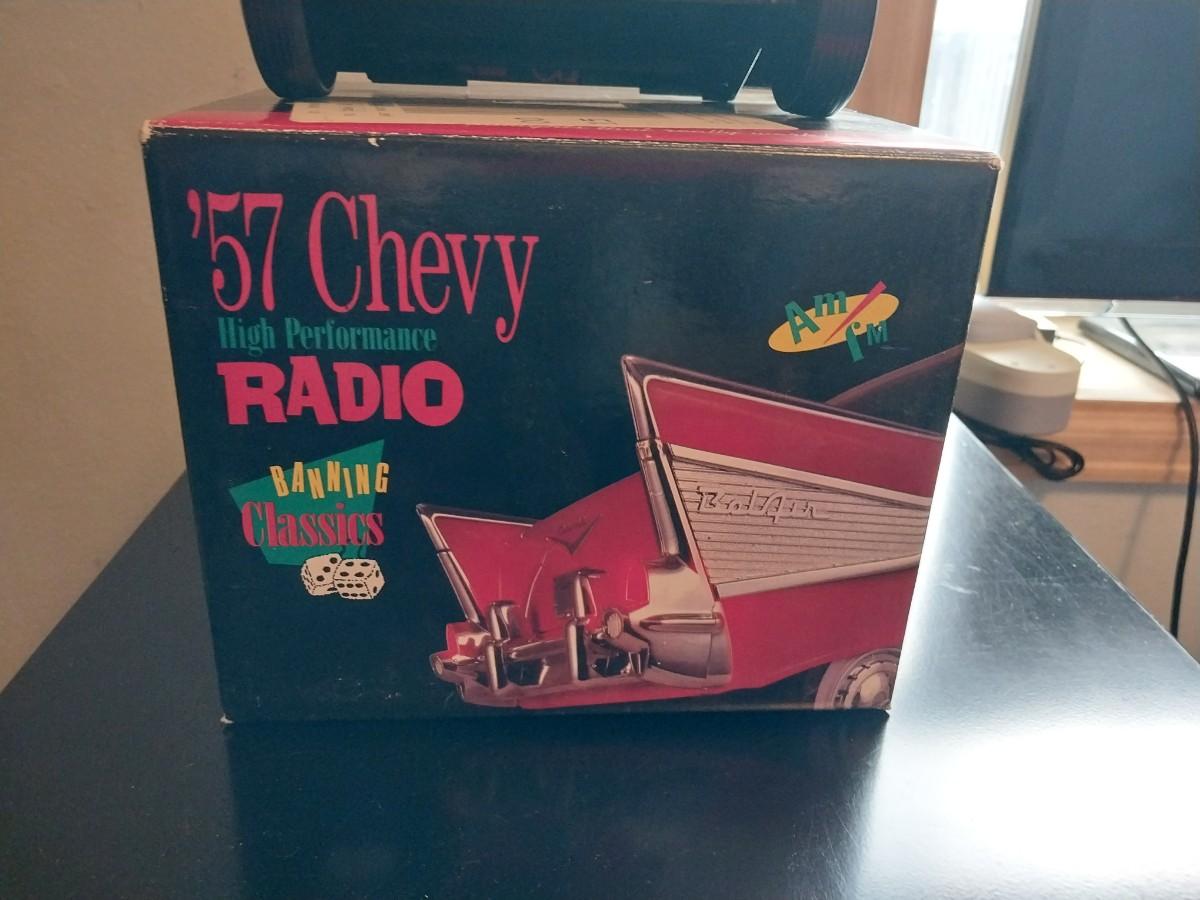 '57 Chevy
High Performance
RADIO
Am
fM
BANNING
Classics
Bel Air